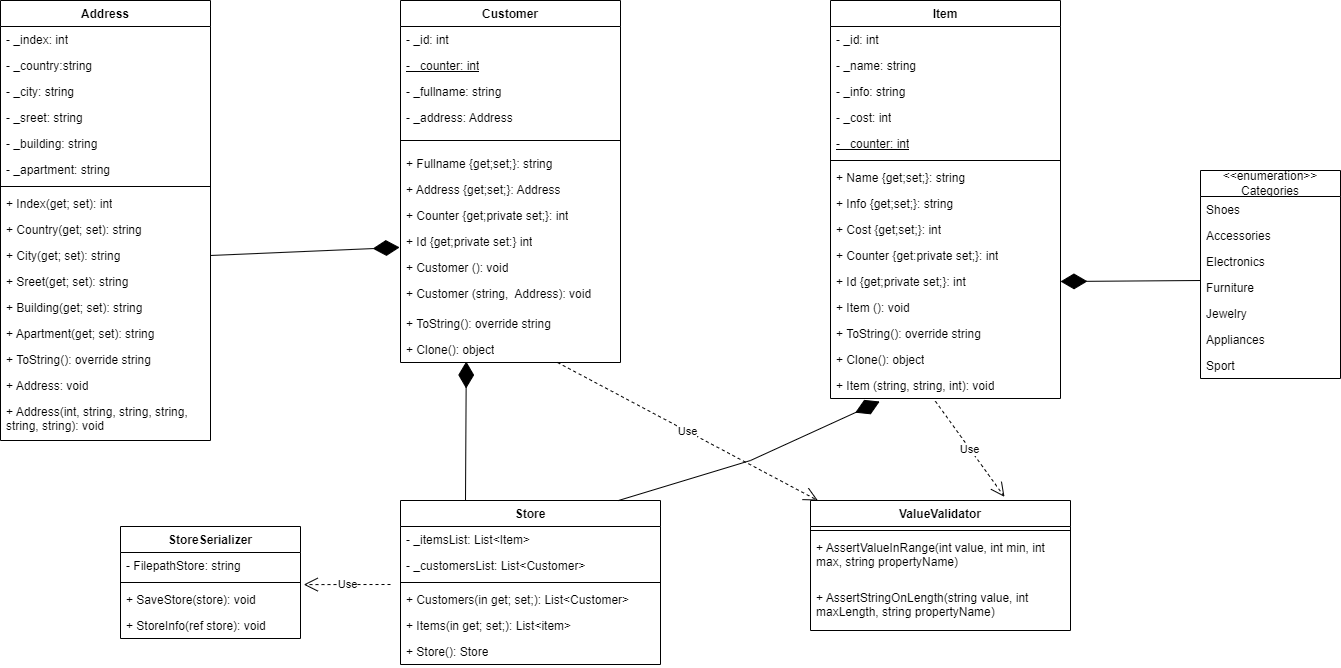 Address
- _index: int
- _country:string
- _city: string
- _sreet: string
- _building: string
- _apartment: string
+ Index(get; set): int
+ Country(get; set): string
+ City(get; set): string
+ Sreet(get; set): string
+ Building(get; set): string
+ Apartment(get; set): string
+ ToString(): override string
+ Address: void
+ Address(int, string, string, string,
string, string): void
Customer
- _id: int
- _counter: int
- _fullname: string
- _address: Address
+ Fullname {get;set;}: string
+ Address {get;set;}: Address
+ Counter {get;private set;}: int
+ Id {get;private set:} int
+ Customer (): void
+ Customer (string, Address): void
+ ToString(): override string
+ Clone(): object
Item
- _id: int
- _name: string
- _info: string
- _cost: int
- _counter: int
+ Name {get;set;}: string
+ Info {get;set;}: string
+ Cost {get;set;}: int
+ Counter {get:private set;}: int
+ Id {get;private set;}: int
+ Item (): void
+ ToString(): override string
+ Clone(): object
+ Item (string, string, int): void
<<enumeration>>
Categories
Shoes
Accessories
Electronics
Furniture
Jewelry
Appliances
Sport
Use
Use
StoreSerializer
- FilepathStore: string
+ SaveStore(store): void
+ StoreInfo(ref store): void
Use
Store
- _itemsList: List<Item>
- _customersList: List<Customer>
+ Customers(in get; set;): List<Customer>
+ Items(in get; set;): List<item>
+ Store(): Store
ValueValidator
+ AssertValueInRange(int value, int min, int
max, string propertyName)
+ AssertStringOnLength(string value, int
maxLength, string propertyName)